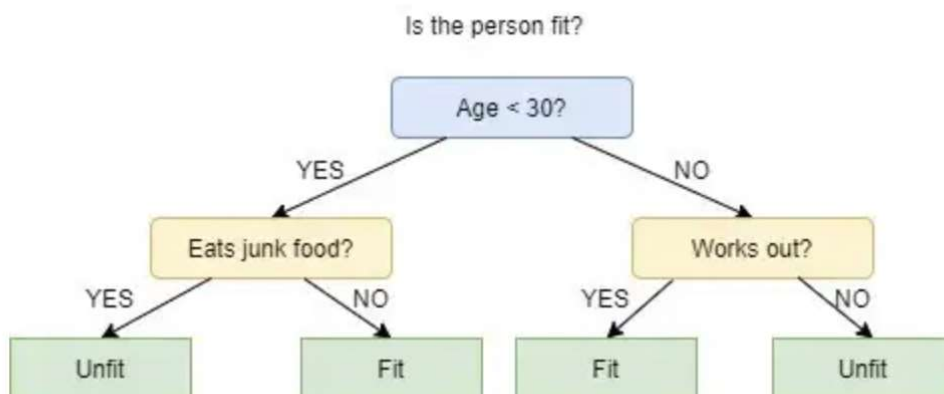 Is the person fit?
Age < 30?
YES
NO
Eats junk food?
Works out?
YES
NO
YES
NO
Unfit
Fit
Fit
Unfit